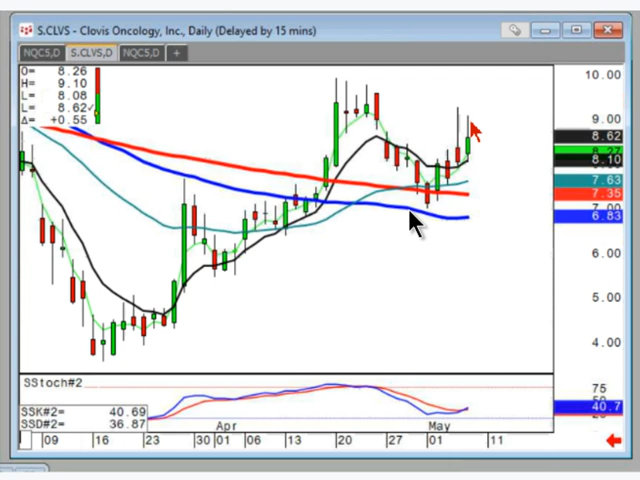 S.CLVS - Clovis Oncology, Inc., Daily (Delayed by 15 mins)
NQC5,D S.CLVS,D NQC5,D +
O= 8.26
H= 9.10
L= 8.08
L= 8.62✓
Δ= +0.55
10.00
9.00
8.62
8.27
8.10
7.63
7.35
6.83
6.00
5.00
4.00
SStoch#2
75
SSK#2= 40.69
40.7
SSD#2= 36.87
Apr May
09 16 23 30 01 06 13 20 27 01 11